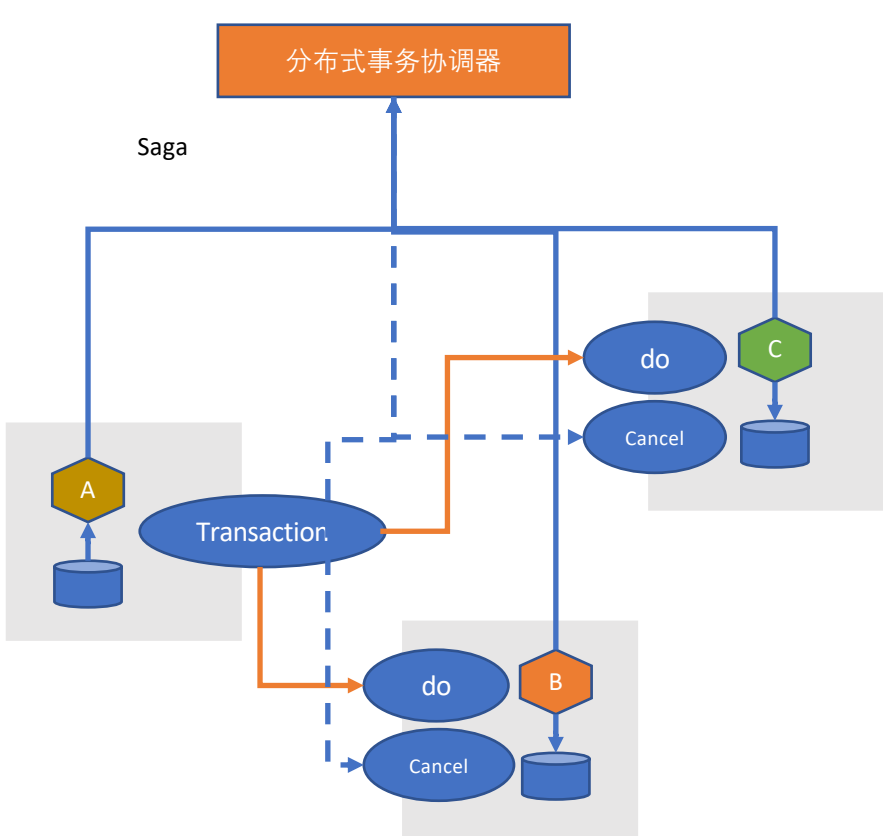 分布式事务协调器
Saga
do
C
Cancel
A
Transaction
do
B
Cancel